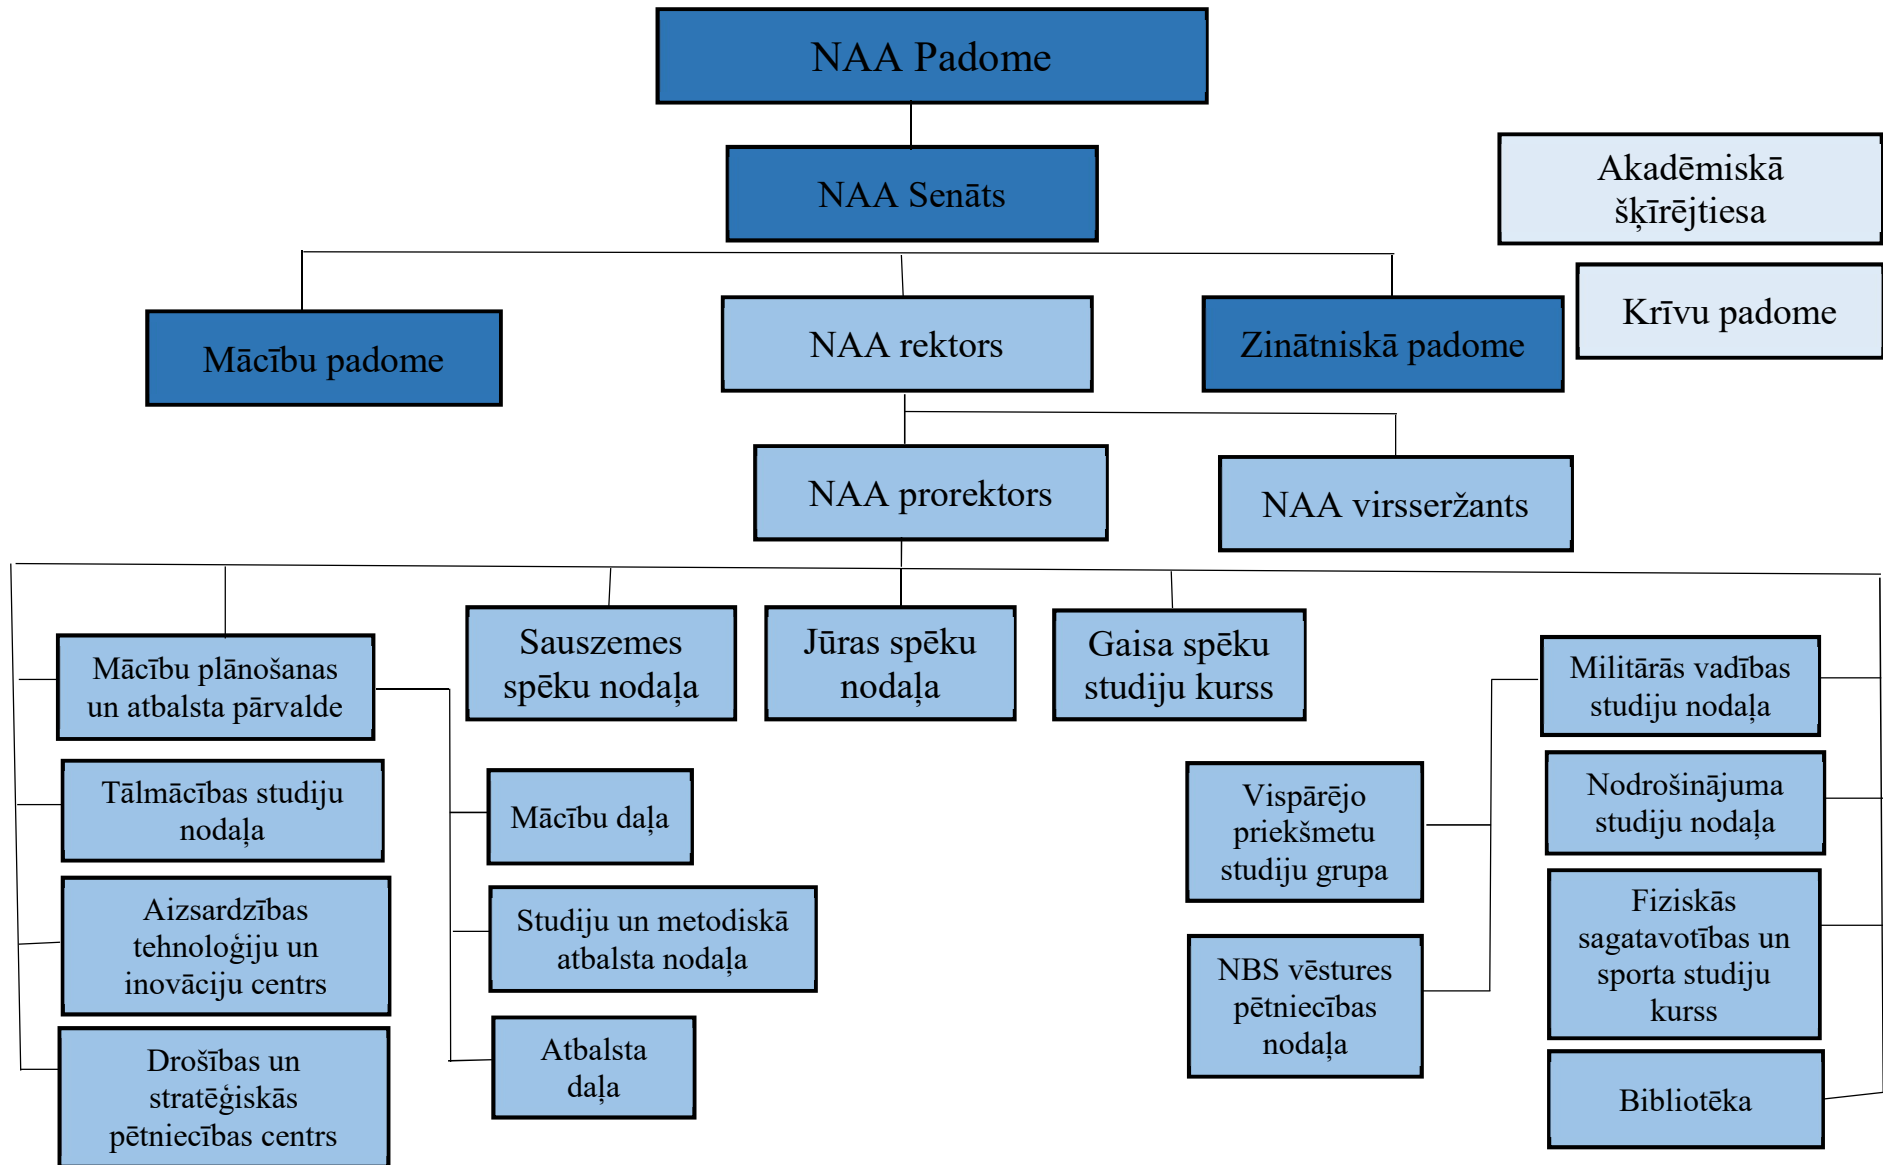 NAA Padome
NAA Senāts
Akadēmiskā
šķīrējtiesa
Krīvu padome
Mācību padome
NAA rektors
Zinātniskā padome
NAA prorektors
NAA virsseržants
Mācību plānošanas
un atbalsta pārvalde
Sauszemes
spēku nodaļa
Jūras spēku
nodaļa
Gaisa spēku
studiju kurss
Militārās vadības
studiju nodaļa
Tālmācības studiju
nodaļa
Mācību daļa
Vispārējo
priekšmetu
studiju grupa
Nodrošinājuma
studiju nodaļa
Aizsardzības
tehnoloģiju un
inovāciju centrs
Studiju un metodiskā
atbalsta nodaļa
NBS vēstures
pētniecības
nodaļa
Fiziskās
sagatavotības un
sporta studiju
kurss
Drošības un
stratēģiskās
pētniecības centrs
Atbalsta
daļa
Bibliotēka